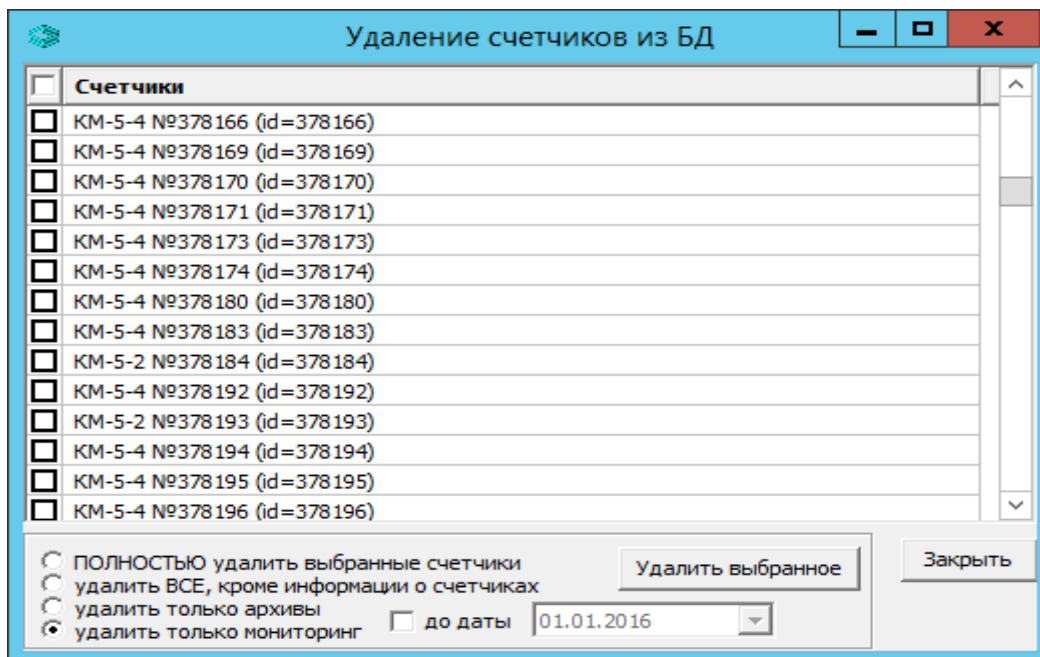 Удаление счетчиков из БД
Счетчики
КМ-5-4 №378166 (id=378166)
КМ-5-4 №378169 (id=378169)
КМ-5-4 №378170 (id=378170)
КМ-5-4 №378171 (id=378171)
КМ-5-4 №378173 (id=378173)
КМ-5-4 №378174 (id=378174)
КМ-5-4 №378180 (id=378180)
КМ-5-4 №378183 (id=378183)
КМ-5-2 №378184 (id=378184)
КМ-5-4 №378192 (id=378192)
КМ-5-2 №378193 (id=378193)
КМ-5-4 №378194 (id=378194)
КМ-5-4 №378195 (id=378195)
КМ-5-4 №378196 (id=378196)
ПОЛНОСТЬЮ удалить выбранные счетчики
удалить ВСЕ, кроме информации о счетчиках
удалить только архивы
удалить только мониторинг
до даты 01.01.2016
Удалить выбранное
Закрыть